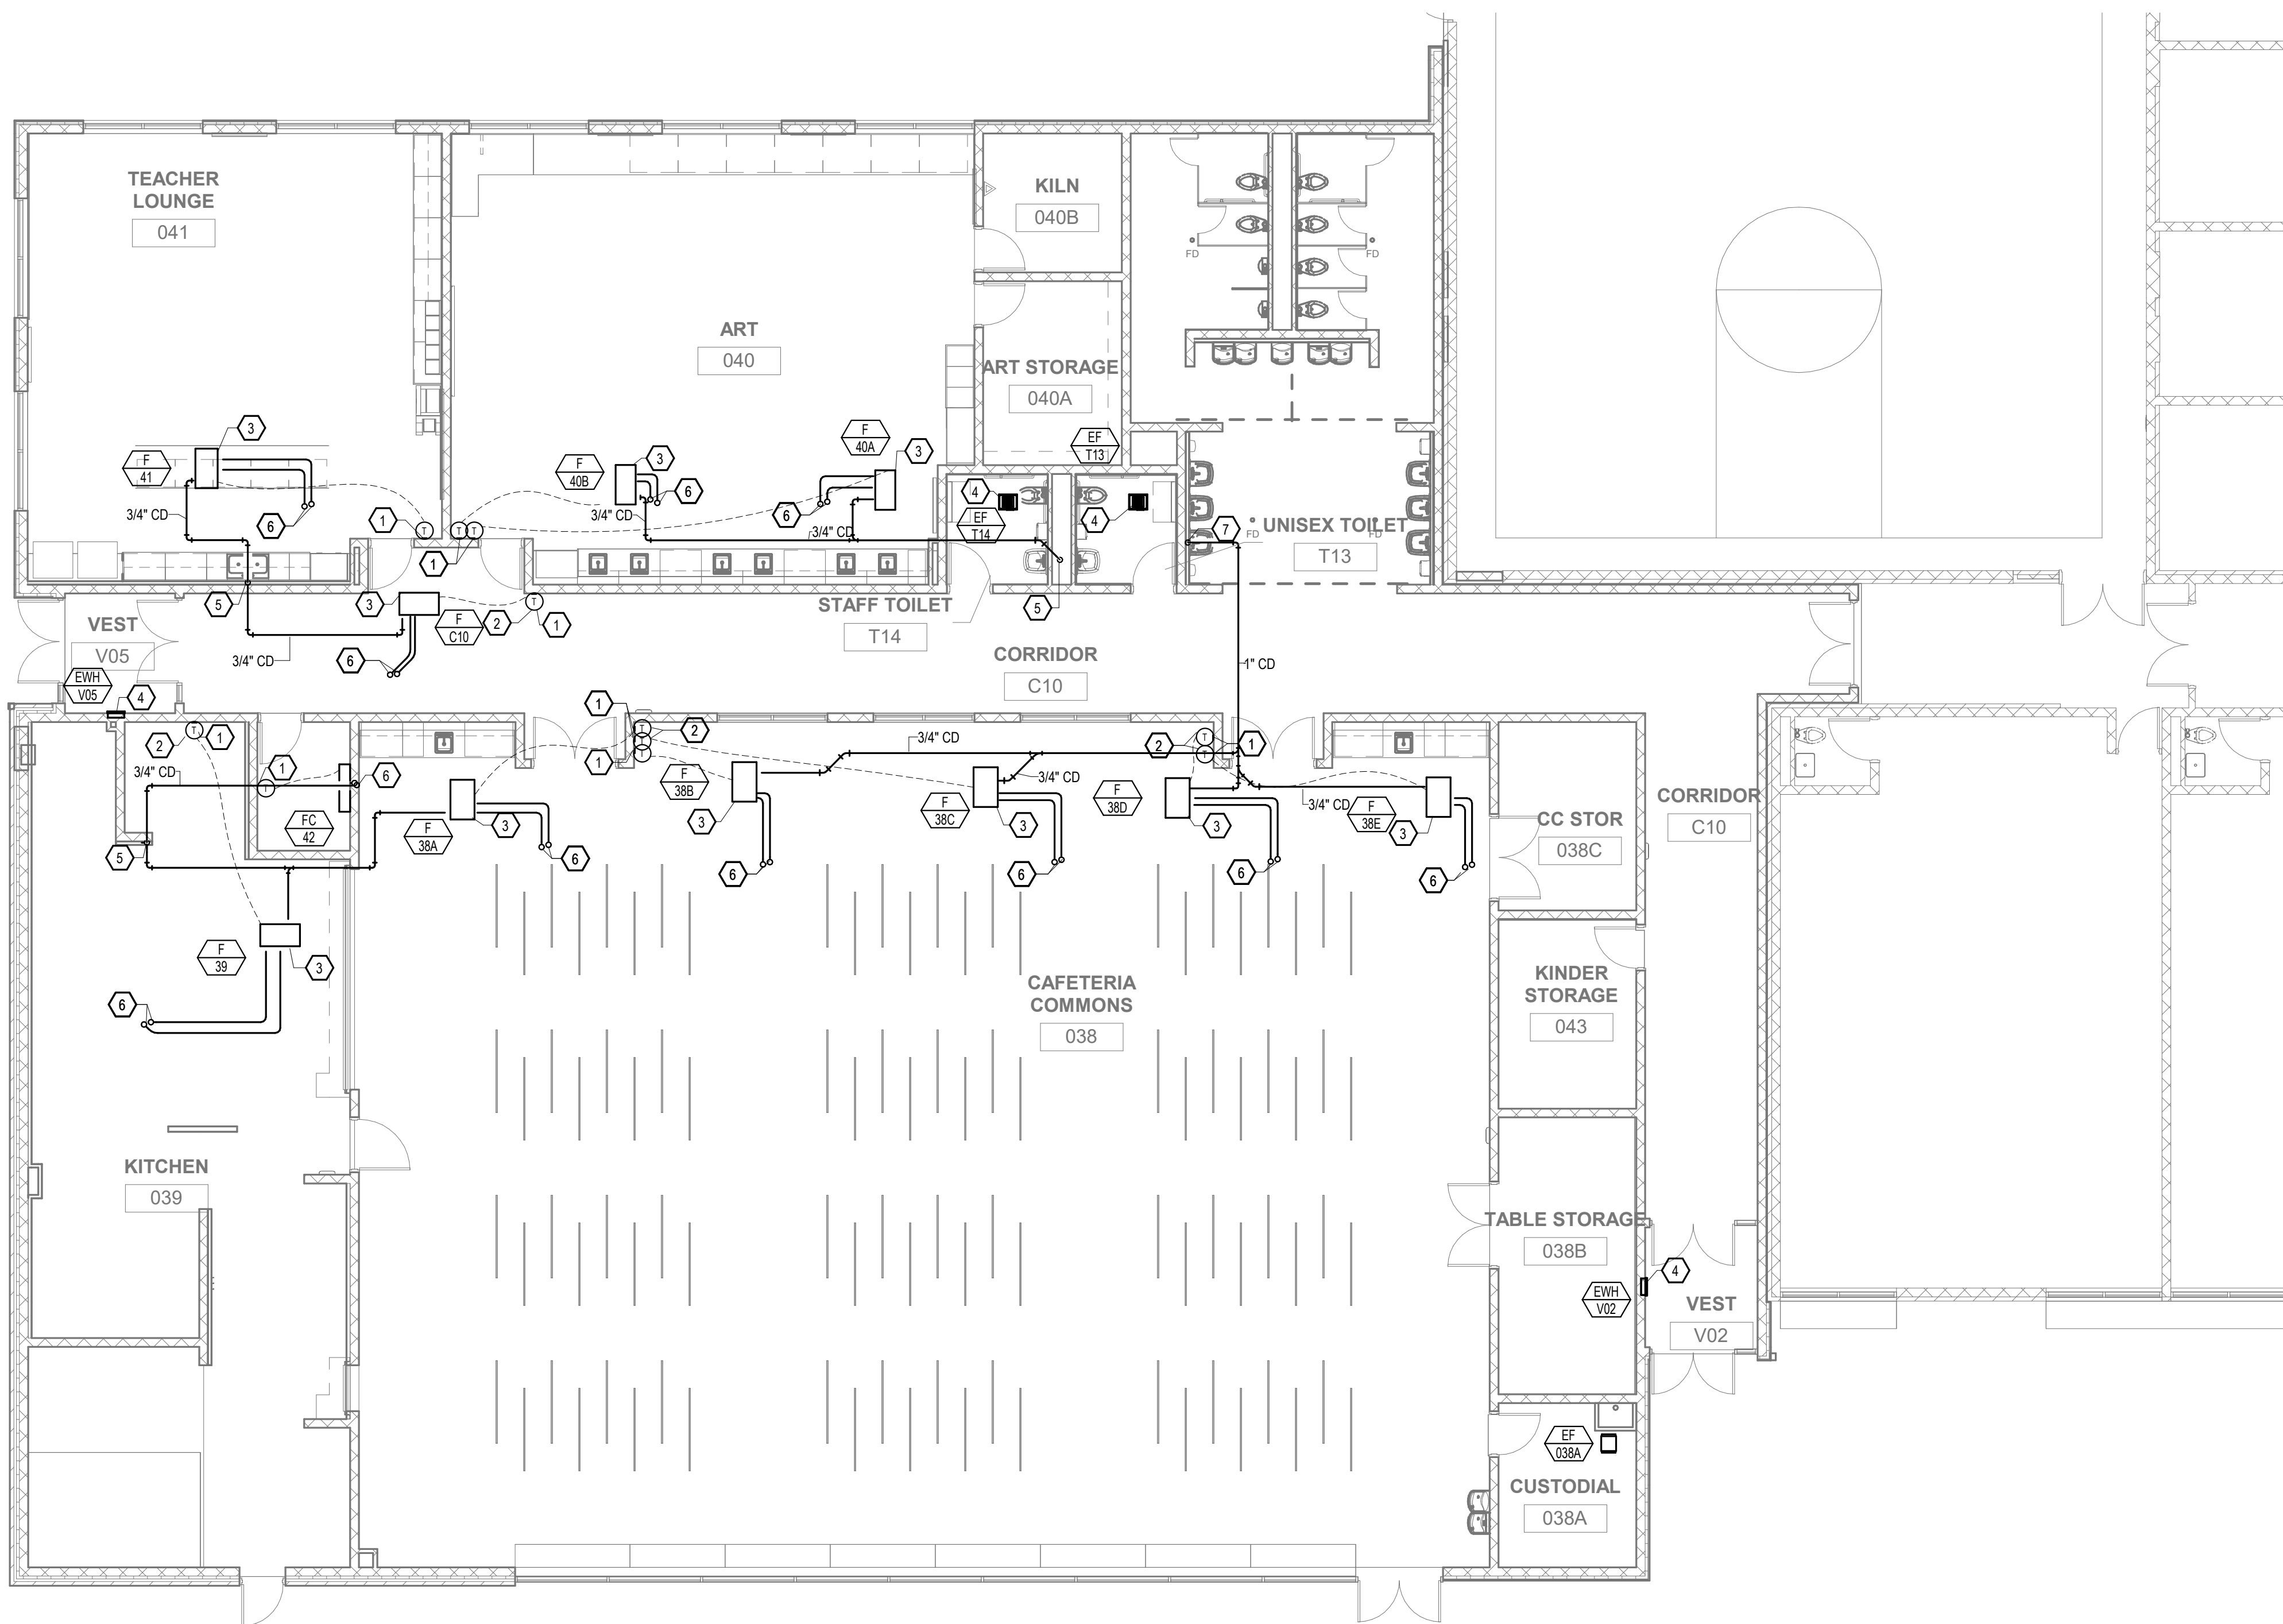 TEACHER
LOUNGE
041
KILN
040B
FD
FD
ART
040
ART STORAGE
040A
3
F
41
3/4" CD
6
1
F
40B
3
6
3/4" CD
1
F
40A
3
6
3/4" CD
EF
T13
4
EF
T14
4
7
FD
UNISEX TOILET
FD
T13
5
3
F
C10
2
1
STAFF TOILET
T14
5
VEST
V05
3/4" CD
6
CORRIDOR
C10
1" CD
EWH
V05
4
2
1
3/4" CD
1
6
FC
42
5
1
2
1
F
38A
3
6
F
38B
3
6
3/4" CD
F
38C
3/4" CD
3
6
2
1
F
38D
3
6
3/4" CD
F
38E
3
6
CC STOR
038C
CORRIDOR
C10
F
39
3
6
CAFETERIA
COMMONS
038
KINDER
STORAGE
043
KITCHEN
039
TABLE STORAGE
038B
EWH
V02
4
VEST
V02
EF
038A
CUSTODIAL
038A
T
T
T
T
T
T
T
T
T
T
T